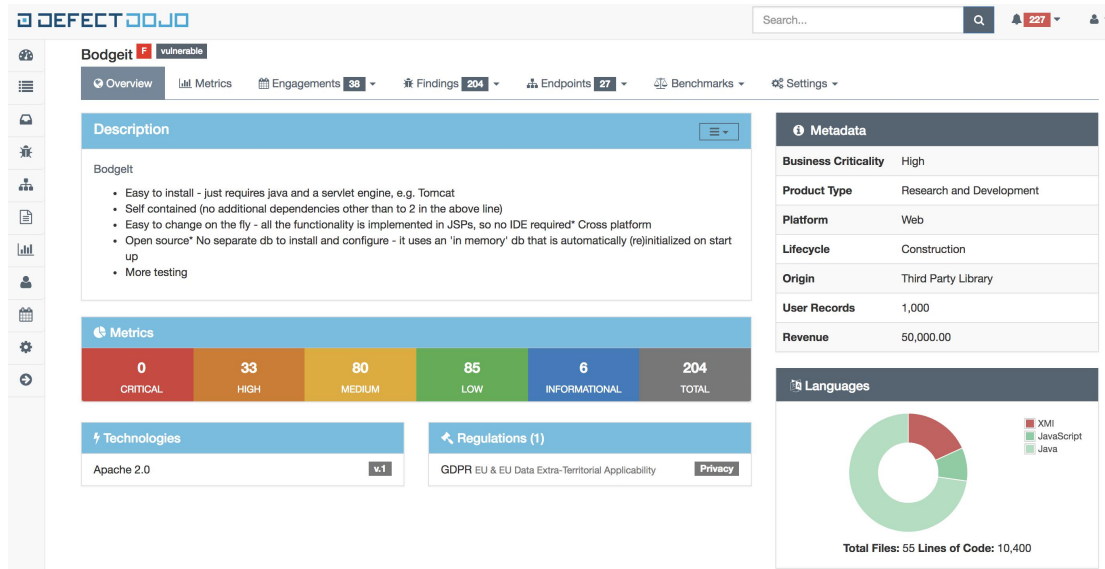 DEFECTDOJO
Search...
227
Bodgeit F vulnerable
Overview Metrics Engagements 38 Findings 204 Endpoints 27 Benchmarks Settings
Description
BodgeIt
Easy to install - just requires java and a servlet engine, e.g. Tomcat
Self contained (no additional dependencies other than to 2 in the above line)
Easy to change on the fly - all the functionality is implemented in JSPs, so no IDE required* Cross platform
Open source* No separate db to install and configure - it uses an 'in memory' db that is automatically (re)initialized on start
up
More testing
Metrics
0 33 80 85 6 204
CRITICAL HIGH MEDIUM LOW INFORMATIONAL TOTAL
Technologies
Apache 2.0 v.1
Regulations (1)
GDPR EU & EU Data Extra-Territorial Applicability Privacy
Metadata
Business Criticality High
Product Type Research and Development
Platform Web
Lifecycle Construction
Origin Third Party Library
User Records 1,000
Revenue 50,000.00
Languages
XMl
JavaScript
Java
Total Files: 55 Lines of Code: 10,400